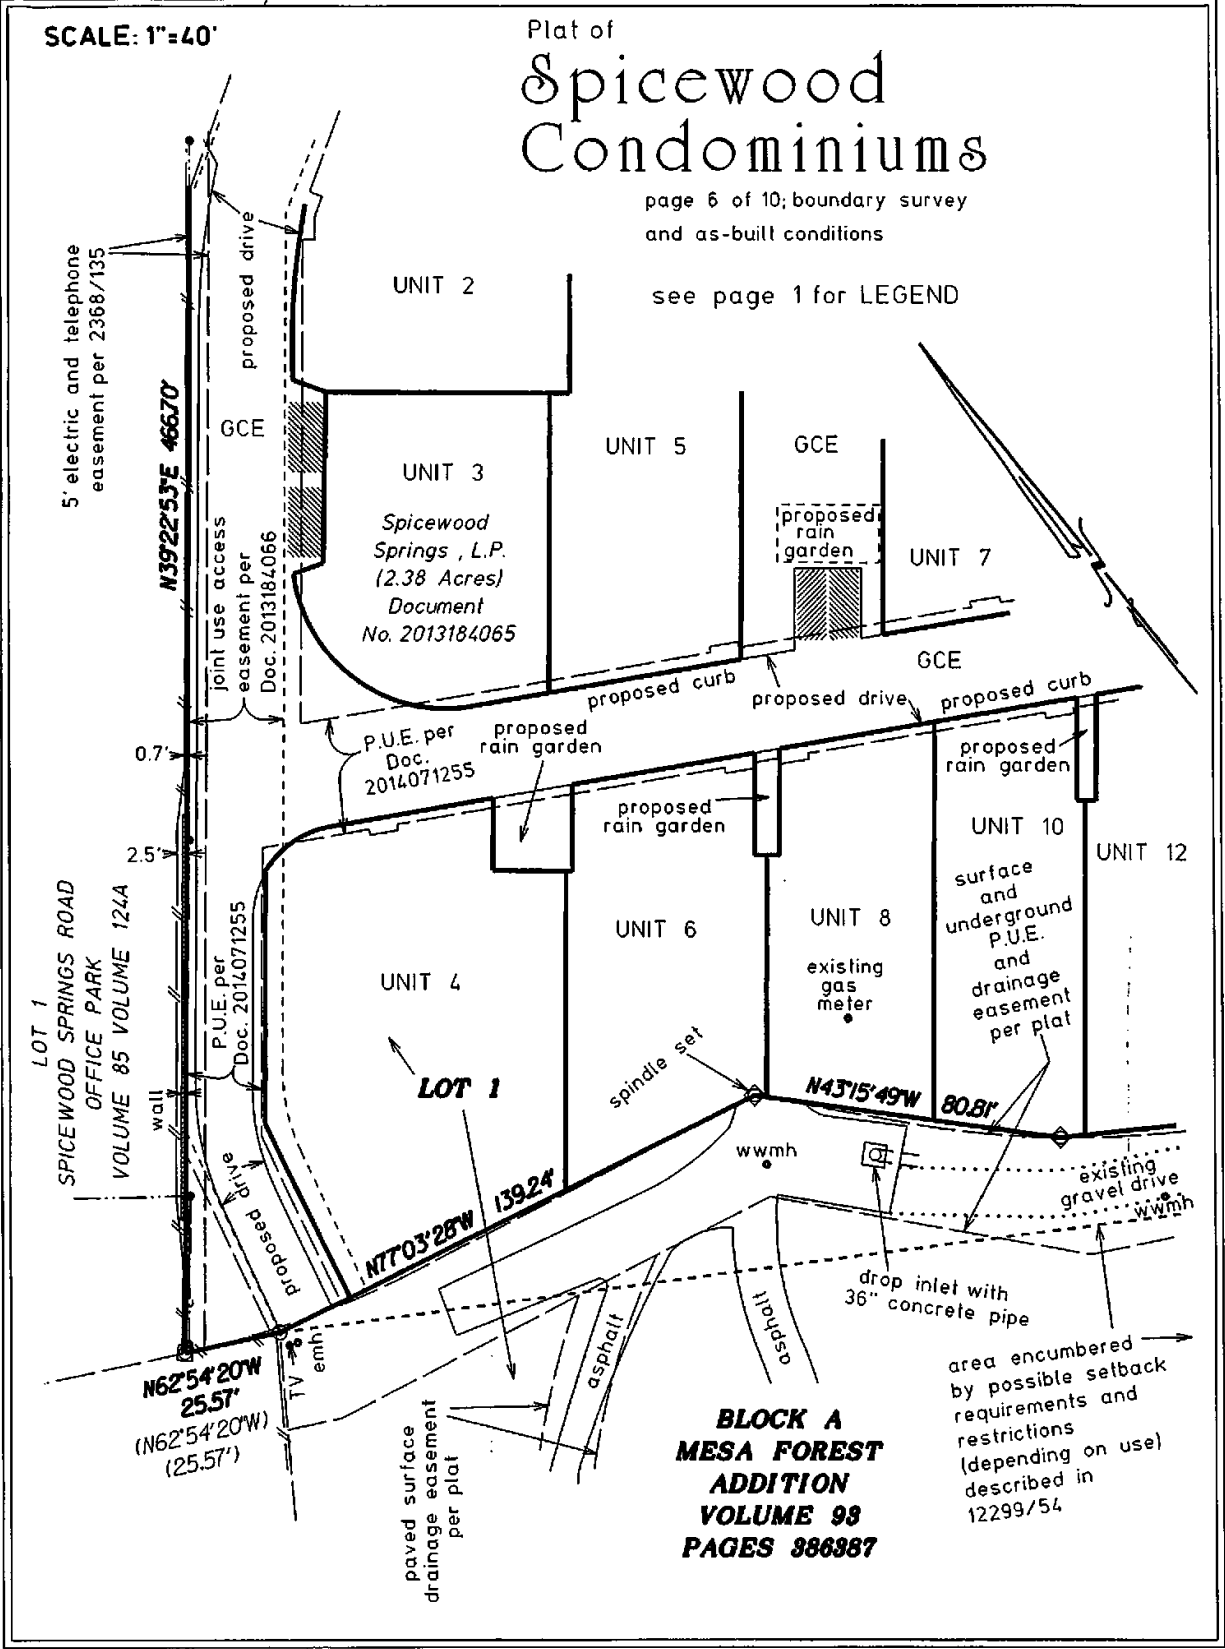 SCALE: 1"=40'
Plat of
Spicewood
Condominiums
page 6 of 10; boundary survey
and as-built conditions
see page 1 for LEGEND
5' electric and telephone
easement per 2368/135
proposed drive
UNIT 2
N39°22'53"E 466.70'
GCE
UNIT 3
Spicewood
Springs , L.P.
(2.38 Acres)
Document
No. 2013184065
UNIT 5
GCE
proposed
rain
garden
UNIT 7
joint use access
easement per
Doc. 2013184066
GCE
proposed curb
proposed drive
proposed curb
P.U.E. per
Doc.
2014071255
proposed
rain garden
proposed
rain garden
proposed
rain garden
0.7'
2.5'
UNIT 10
UNIT 12
LOT 1
SPICEWOOD SPRINGS ROAD
OFFICE PARK
VOLUME 85 VOLUME 124A
P.U.E. per
Doc. 2014071255
wall
UNIT 4
UNIT 6
UNIT 8
existing
gas
meter
surface
and
underground
P.U.E.
and
drainage
easement
per plat
LOT 1
spindle set
N43°15'49"W 80.81'
proposed drive
proposed drive
N77°03'28"W 139.24'
wwmh
existing
gravel drive
wwmh
drop inlet with
36" concrete pipe
TV
emh
asphalt
asphalt
N62°54'20"W
25.57'
(N62°54'20"W)
(25.57')
paved surface
drainage easement
per plat
BLOCK A
MESA FOREST
ADDITION
VOLUME 93
PAGES 386387
area encumbered
by possible setback
requirements and
restrictions
(depending on use)
described in
12299/54